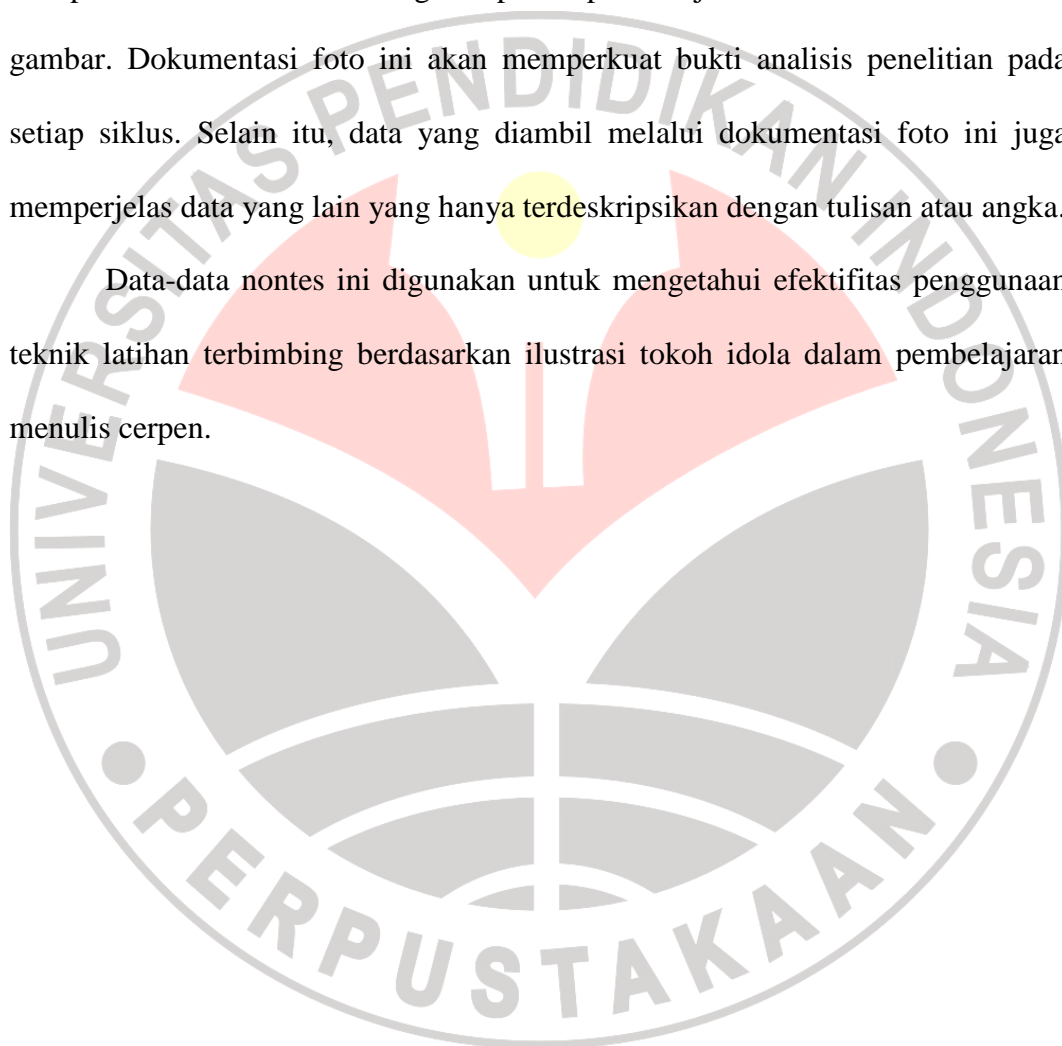 gambar. Dokumentasi foto ini akan memperkuat bukti analisis penelitian pada
setiap siklus. Selain itu, data yang diambil melalui dokumentasi foto ini juga
memperjelas data yang lain yang hanya terdeskripsikan dengan tulisan atau angka.
Data-data nontes ini digunakan untuk mengetahui efektifitas penggunaan
teknik latihan terbimbing berdasarkan ilustrasi tokoh idola dalam pembelajaran
menulis cerpen.
UNIVERSITAS PENDIDIKAN INDONESIA
PERPUSTAKAAN